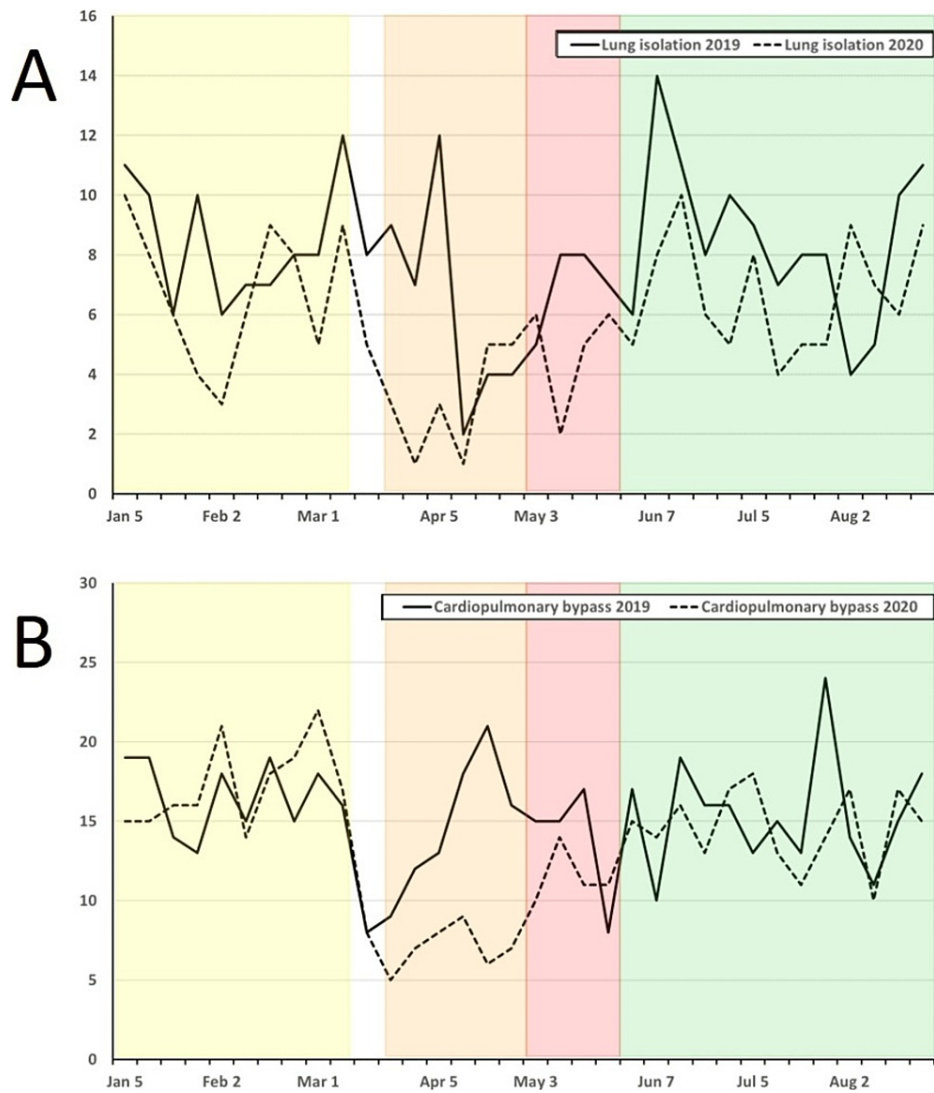 A
16
Lung isolation 2019 Lung isolation 2020
14
12
10
8
6
4
2
0
Jan 5 Feb 2 Mar 1 Apr 5 May 3 Jun 7 Jul 5 Aug 2
B
30
Cardiopulmonary bypass 2019 Cardiopulmonary bypass 2020
25
20
15
10
5
0
Jan 5 Feb 2 Mar 1 Apr 5 May 3 Jun 7 Jul 5 Aug 2